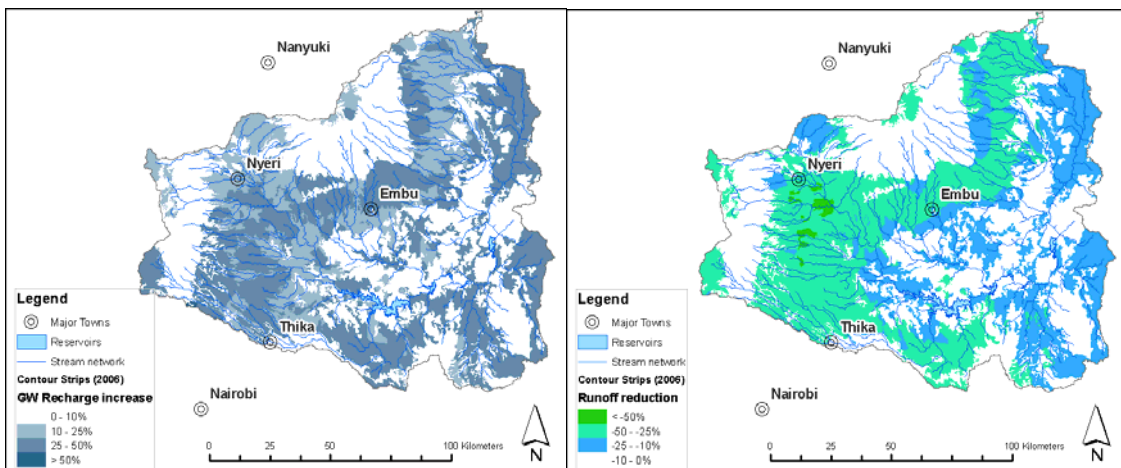 Nanyuki
Nyeri
Embu
Thika
Nairobi
Legend
Major Towns
Reservoirs
Stream network
Contour Strips (2006)
GW Recharge increase
0 - 10%
10 - 25%
25 - 50%
> 50%
0 25 50 100 Kilometers
N
Nanyuki
Nyeri
Embu
Thika
Nairobi
Legend
Major Towns
Reservoirs
Stream network
Contour Strips (2006)
Runoff reduction
< -50%
-50 - -25%
-25 - -10%
-10 - 0%
0 25 50 100 Kilometers
N